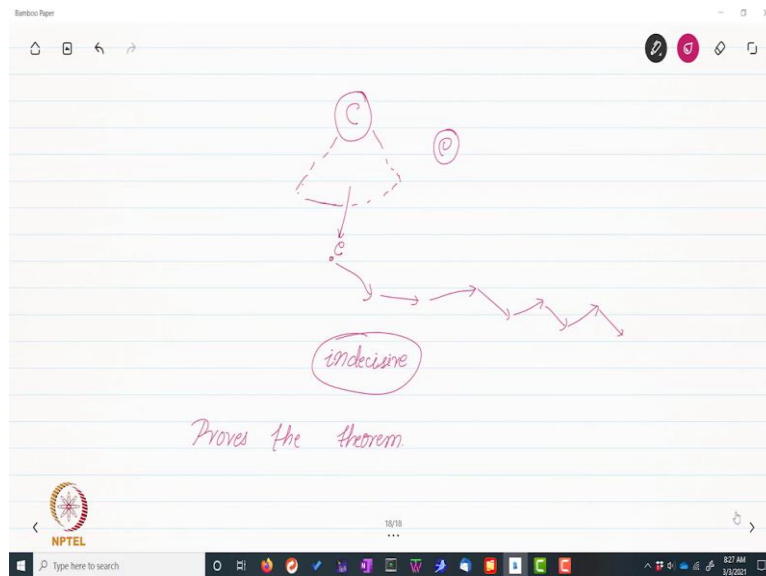 Bamboo Paper
C
e
indecisive
Proves the theorem.
18/18
NPTEL
Type here to search
8:27 AM
3/3/2021